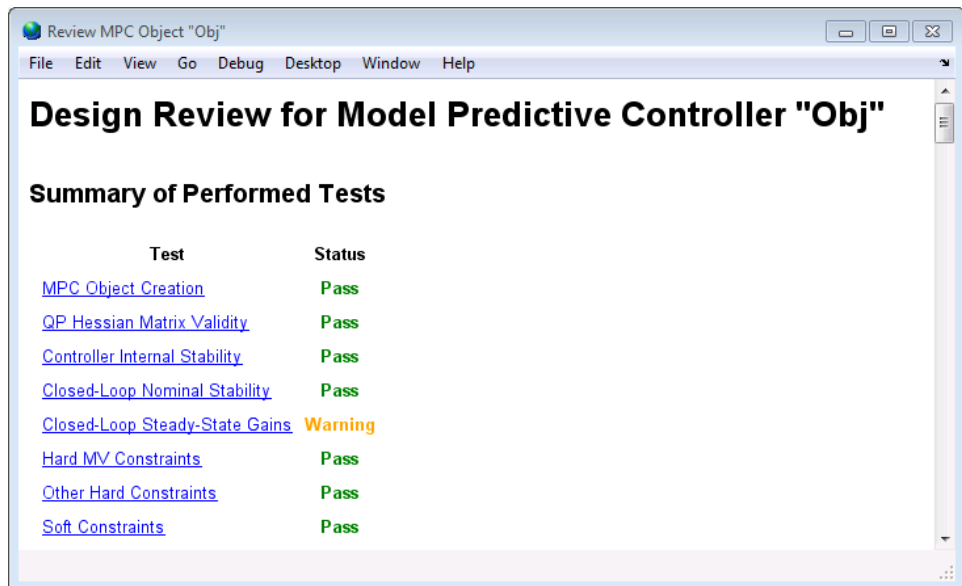 Review MPC Object "Obj"
File Edit View Go Debug Desktop Window Help
Design Review for Model Predictive Controller "Obj"
Summary of Performed Tests
Test Status
MPC Object Creation Pass
QP Hessian Matrix Validity Pass
Controller Internal Stability Pass
Closed-Loop Nominal Stability Pass
Closed-Loop Steady-State Gains Warning
Hard MV Constraints Pass
Other Hard Constraints Pass
Soft Constraints Pass